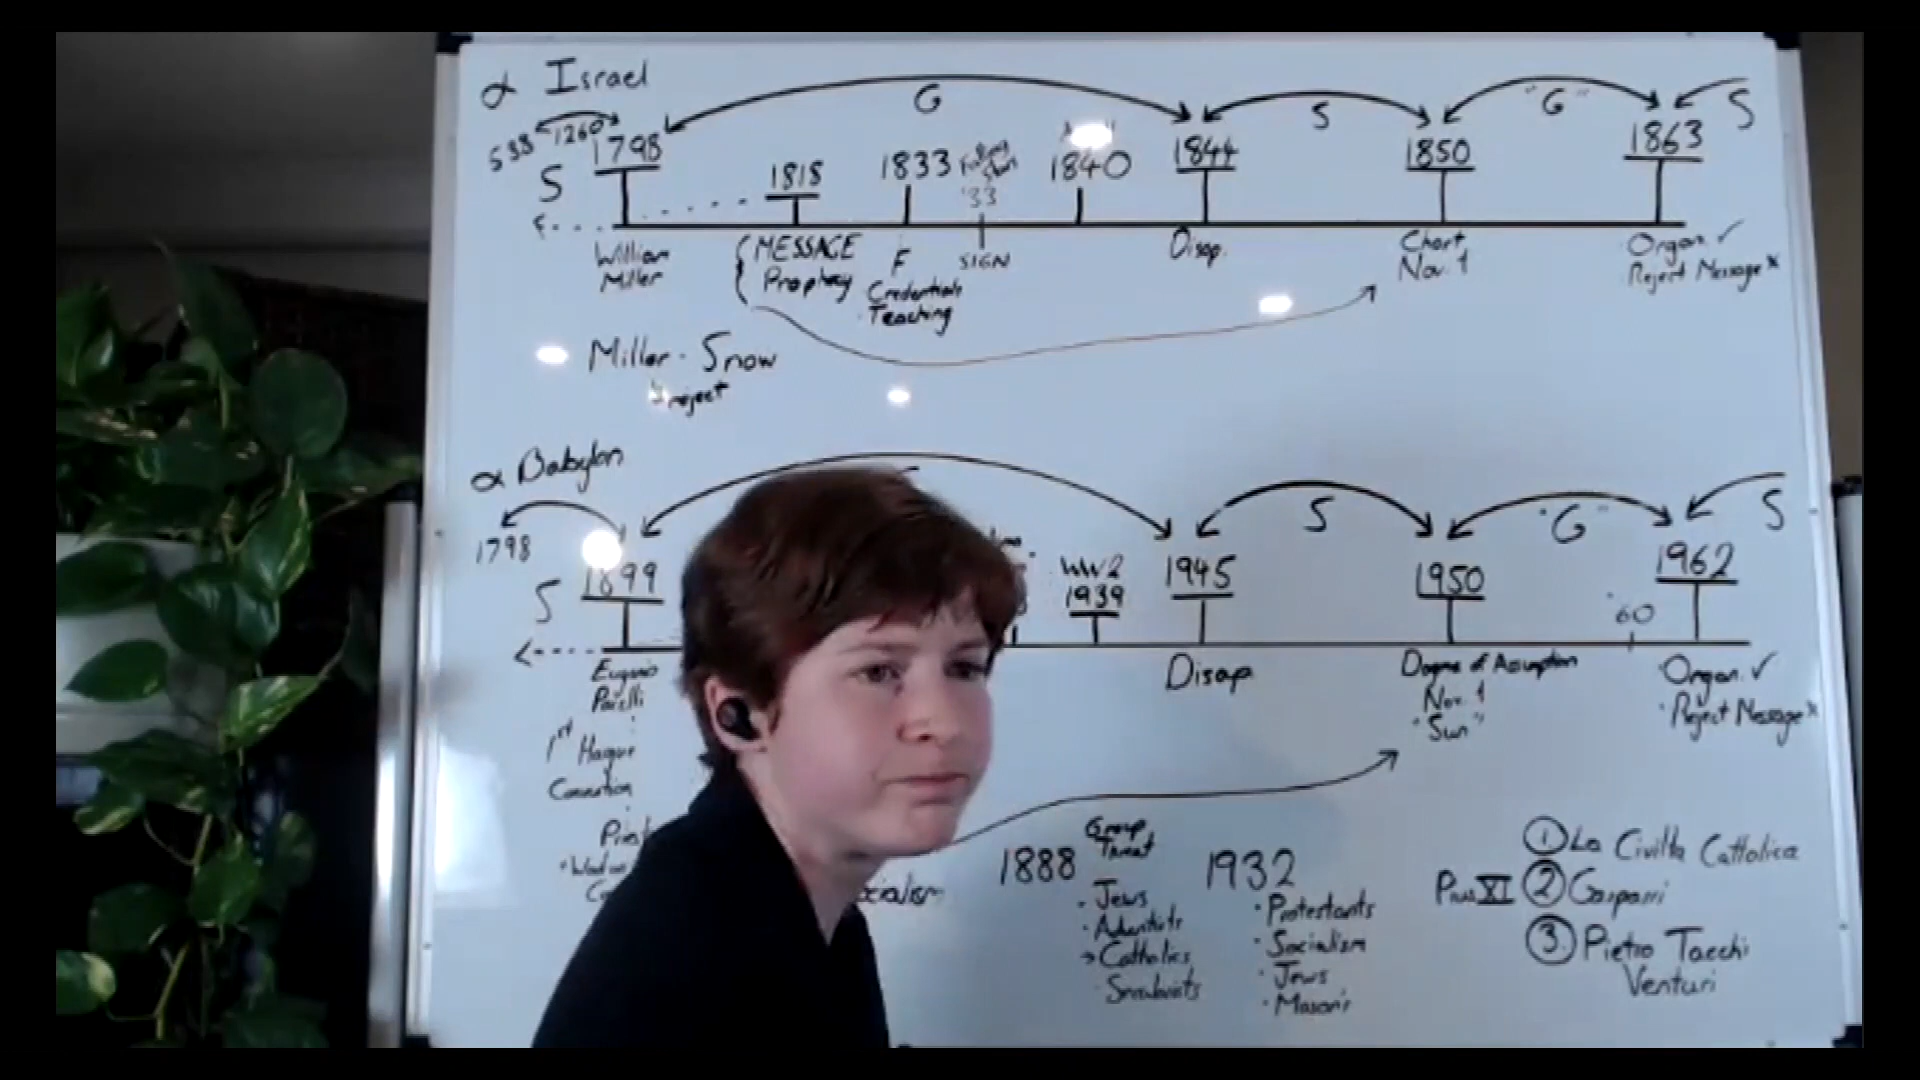 α Israel
G
S
"G"
S
538
1260
1798
S
1818
1833
'33
1840
1844
1850
1863
William
Miller
MESSAGE
Prophecy
F
Credentials
· Teaching
SIGN
Disap.
Chart
Nov. 1
Organ. ✓
Reject Message x
Miller - Snow
↳ reject
α Babylon
S
"G"
S
1798
S
1899
WW2
1939
1945
1950
'60
1962
Eugenio
Pacelli
1st Hague
Convention
Disap.
Dogma of Assumption
Nov. 1
"Sun"
Organ. ✓
· Reject Message x
1888
Group
Threat
· Jews
· Adventists
→ Catholics
· Secularists
1932
· Protestants
· Socialism
· Jews
· Masons
① La Civilta Cattolica
Pius XI ② Gasparri
③ Pietro Tacchi
Venturi